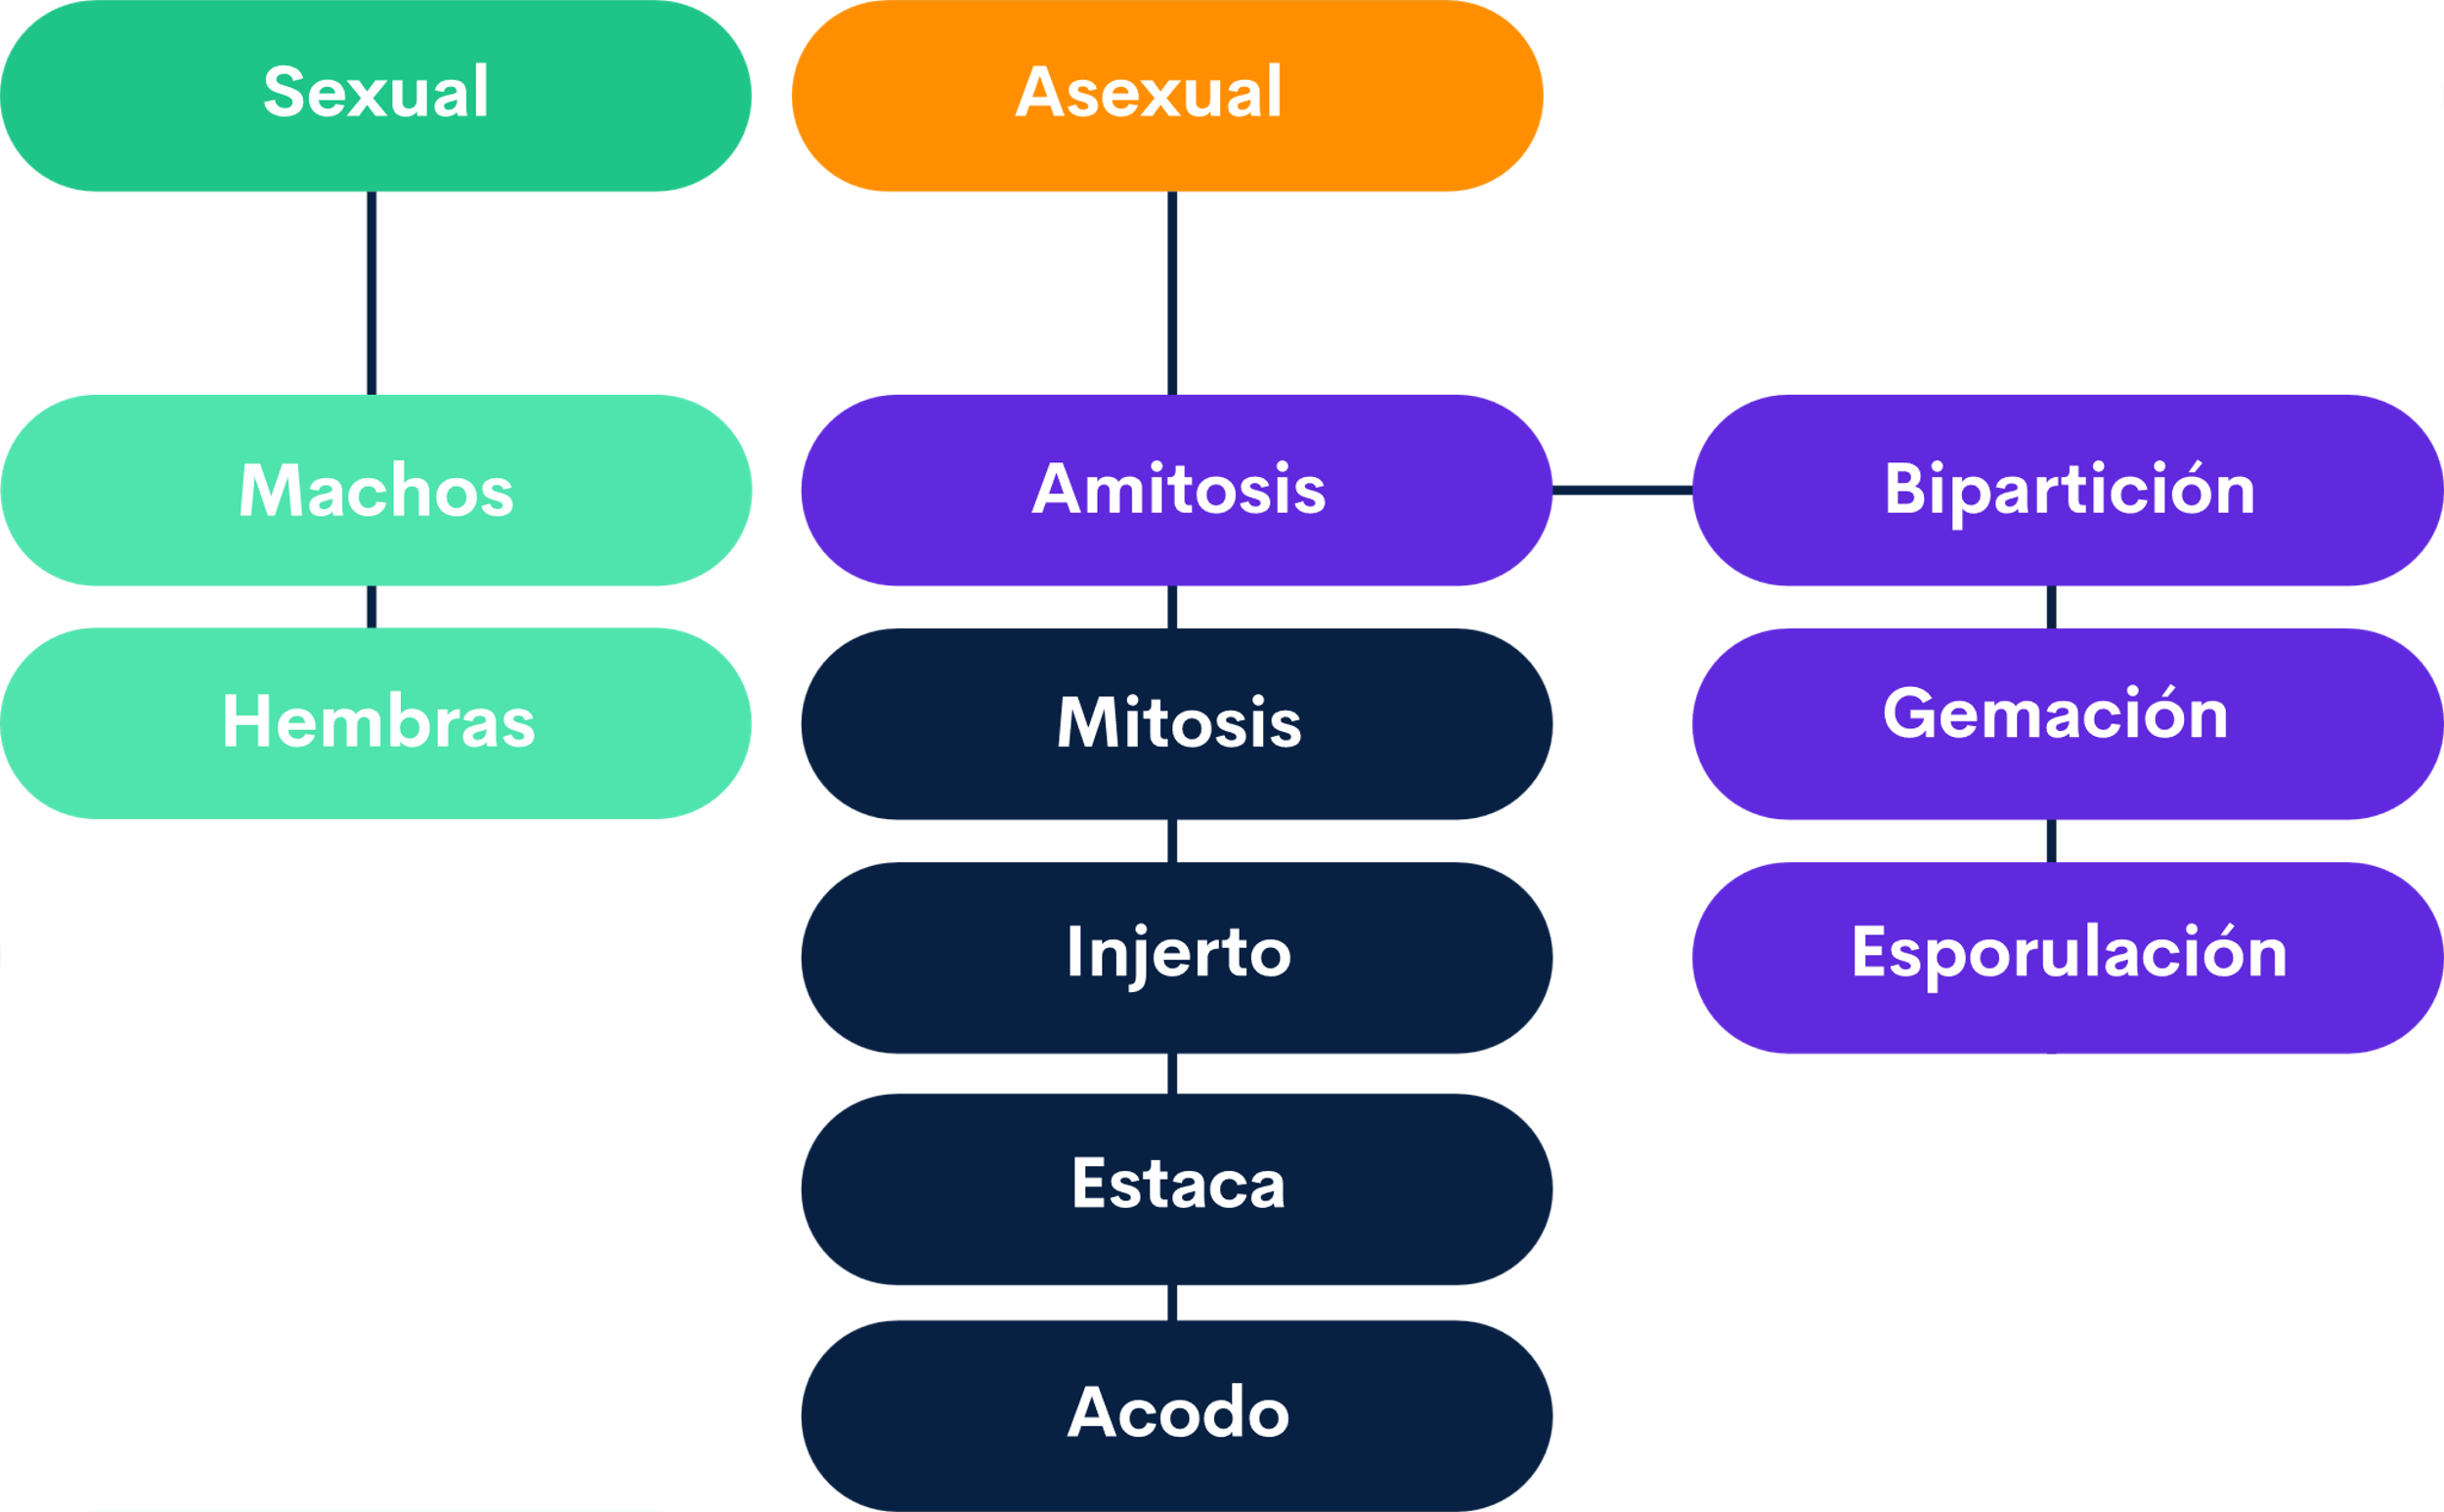 Sexual
Asexual
Machos
Amitosis
Bipartición
Hembras
Mitosis
Gemación
Injerto
Esporulación
Estaca
Acodo